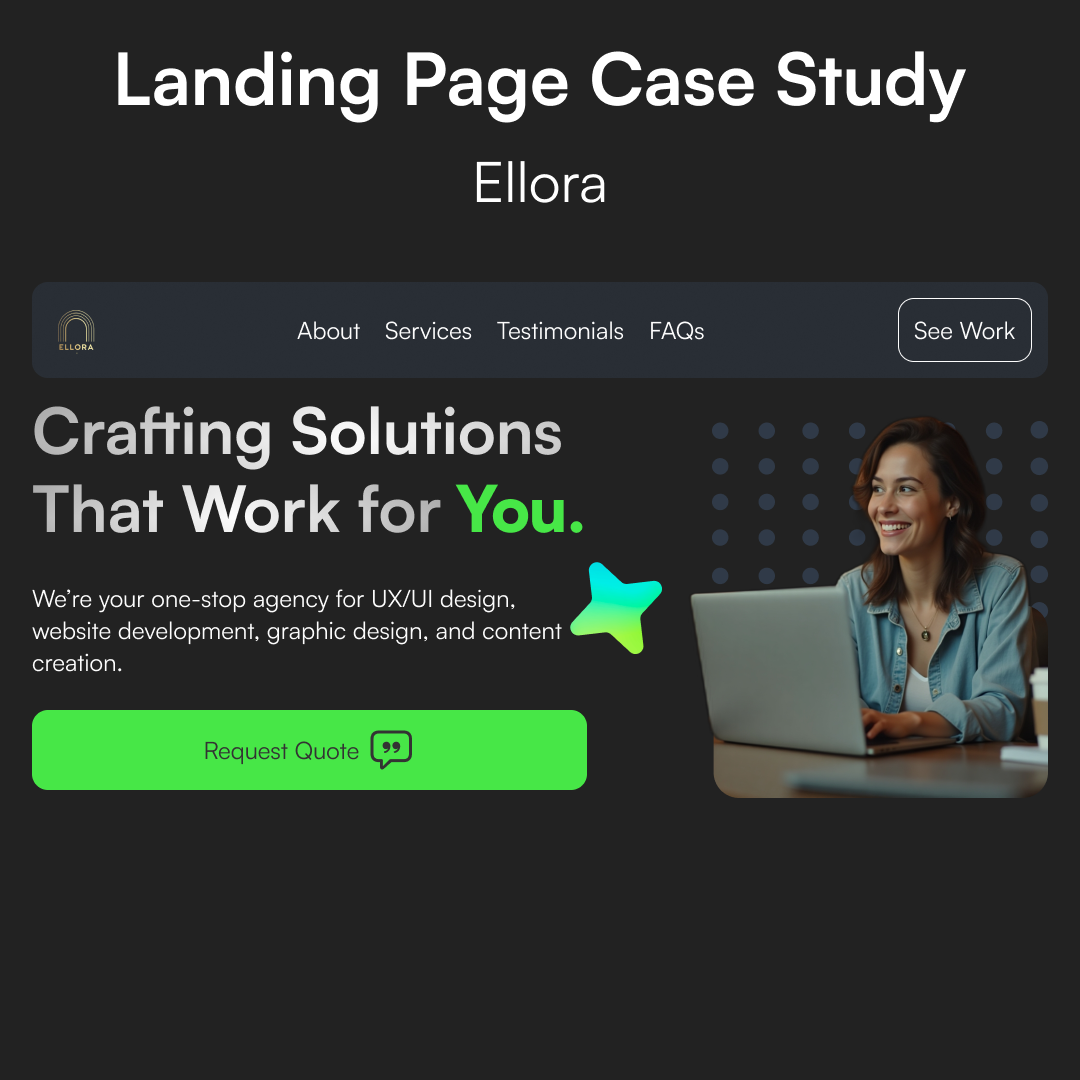 Landing Page Case Study
Ellora
ELLORA
About Services Testimonials FAQs
See Work
Crafting Solutions
That Work for You.
We’re your one-stop agency for UX/UI design,
website development, graphic design, and content
creation.
Request Quote